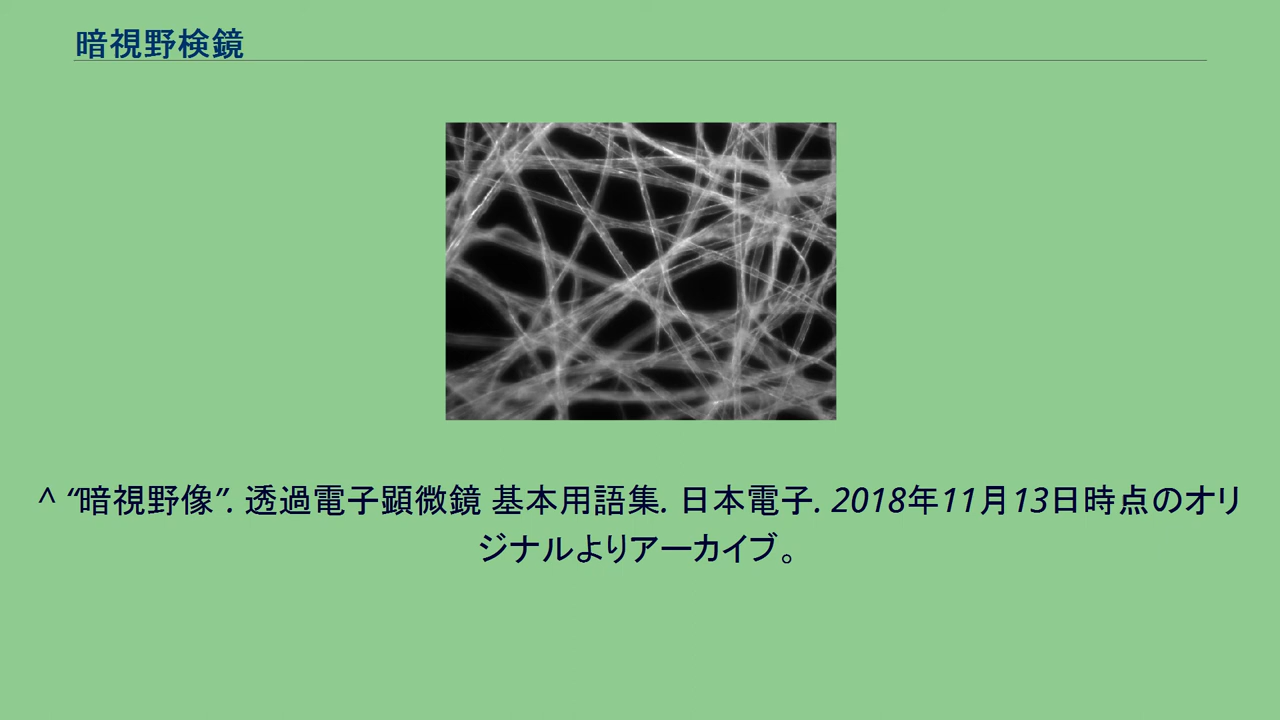 暗視野検鏡
^ “暗視野像”. 透過電子顕微鏡 基本用語集. 日本電子. 2018年11月13日時点のオリ
ジナルよりアーカイブ。